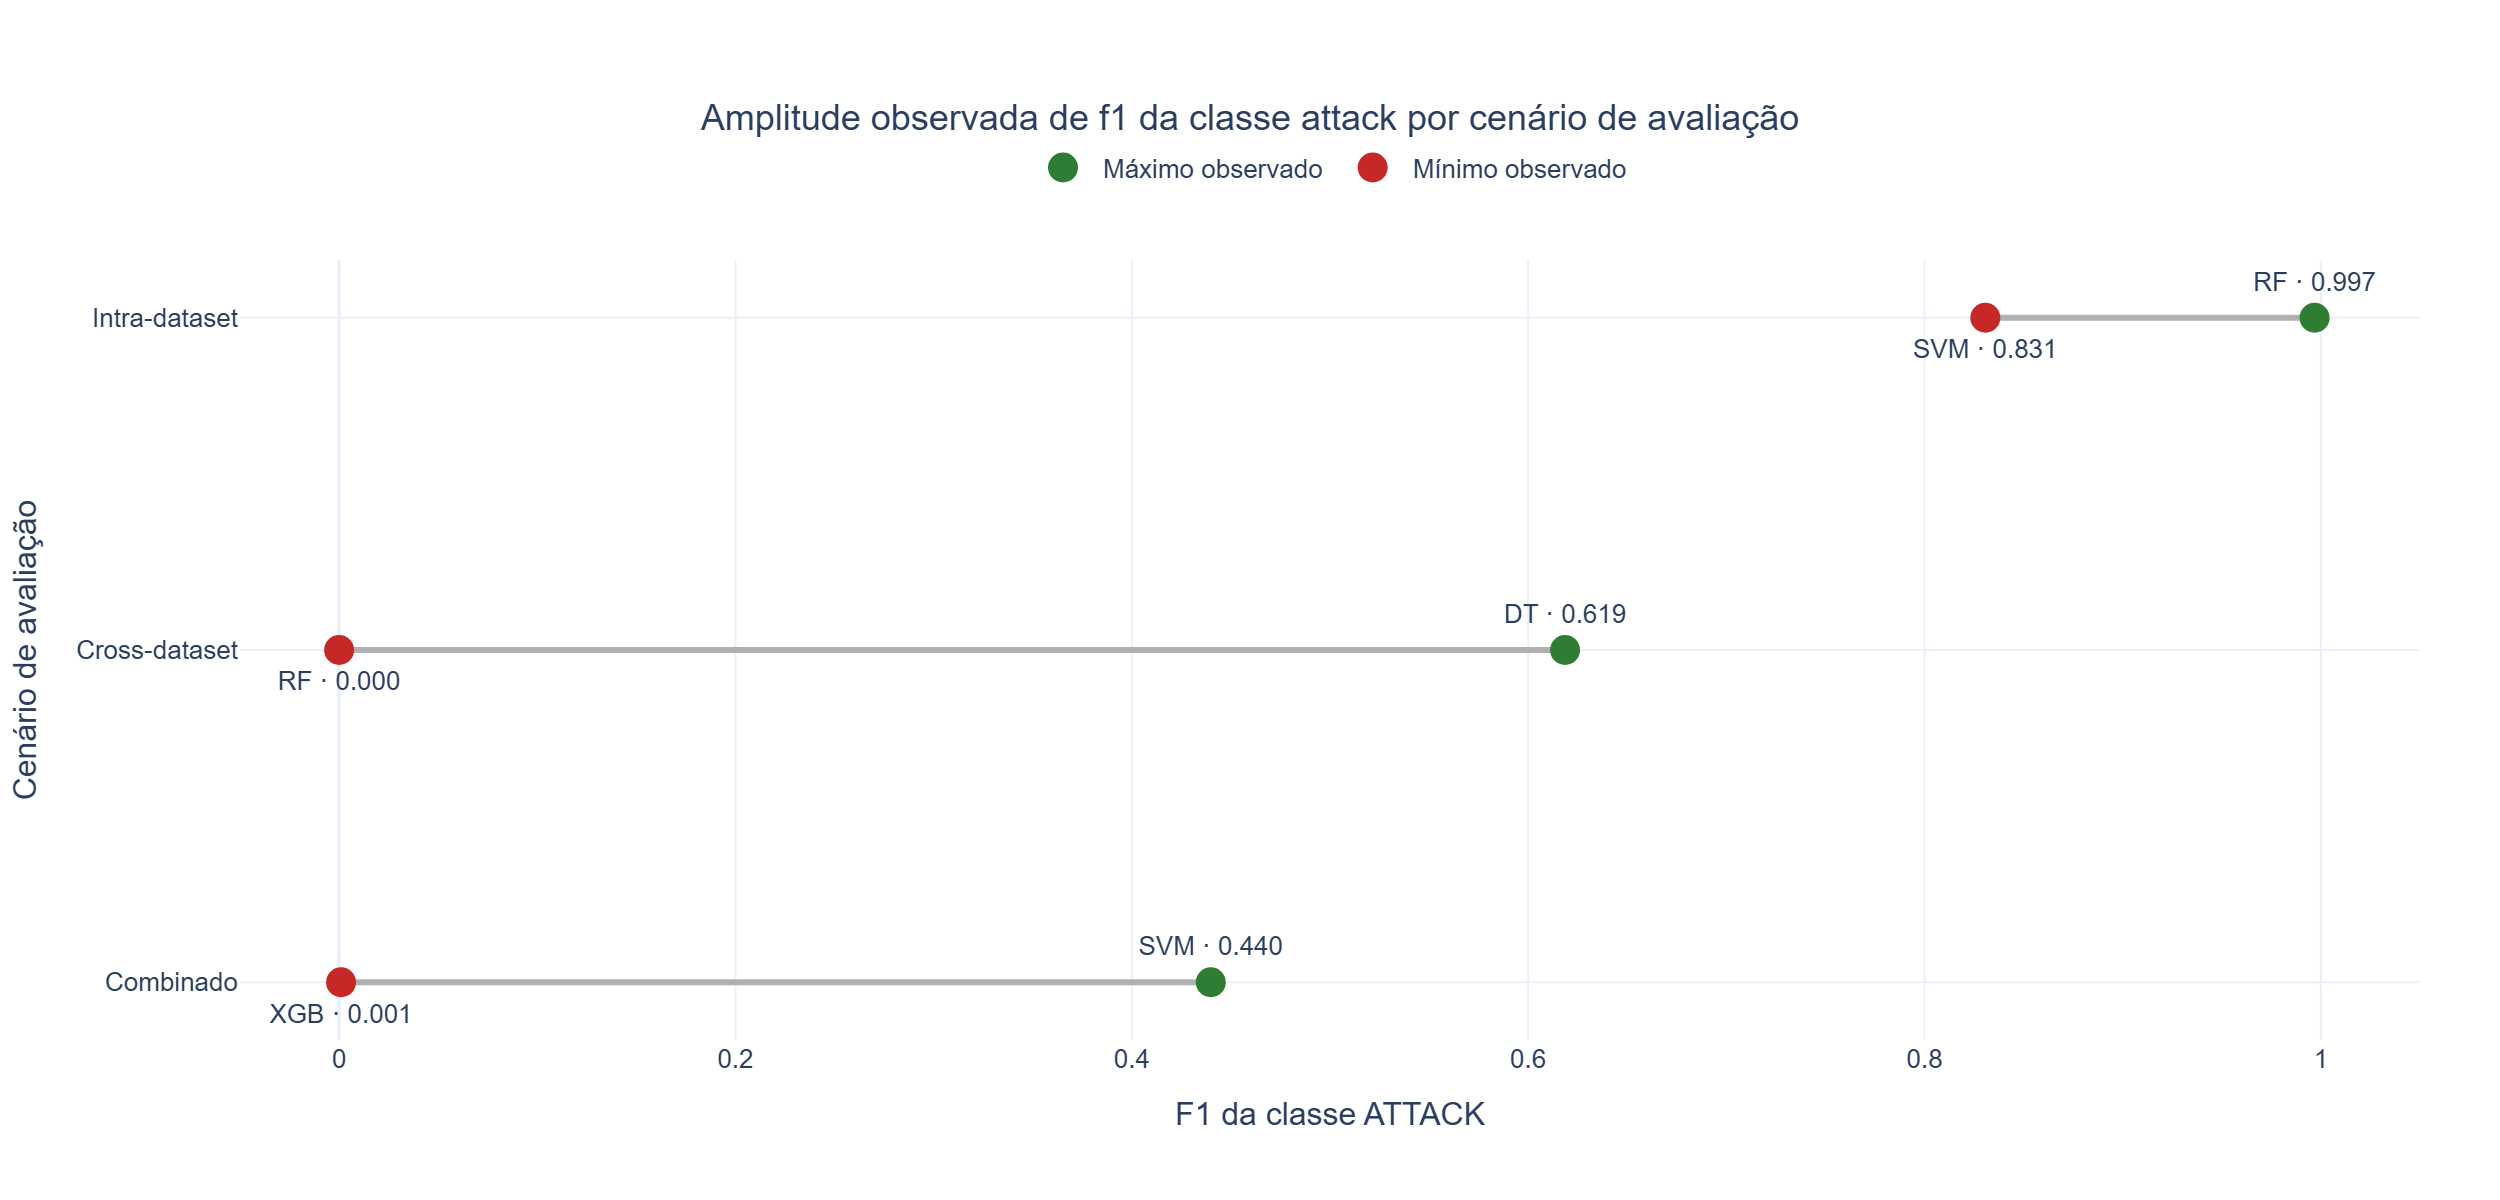 Amplitude observada de f1 da classe attack por cenário de avaliação
Máximo observado
Mínimo observado
Cenário de avaliação
Intra-dataset
RF · 0.997
SVM · 0.831
Cross-dataset
DT · 0.619
RF · 0.000
Combinado
SVM · 0.440
XGB · 0.001
0
0.2
0.4
0.6
0.8
1
F1 da classe ATTACK